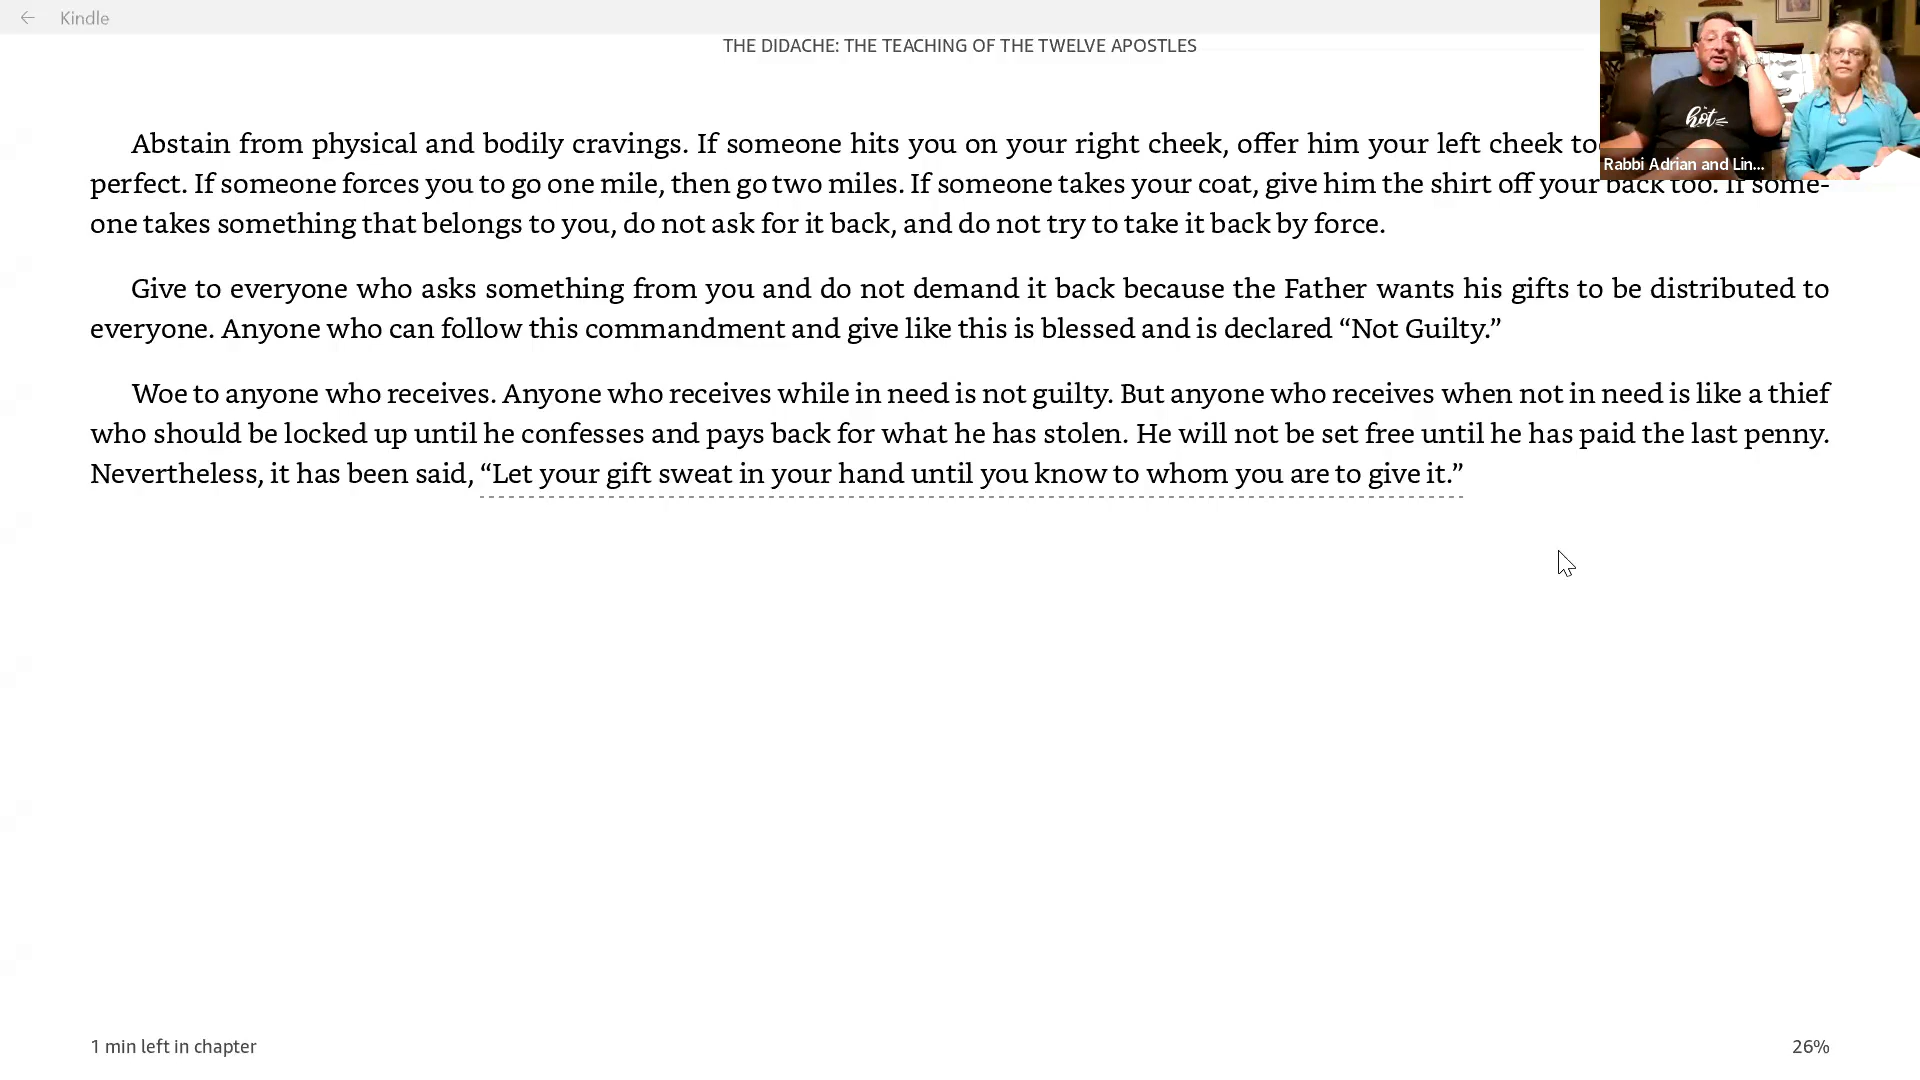 Kindle
THE DIDACHE: THE TEACHING OF THE TWELVE APOSTLES
Abstain from physical and bodily cravings. If someone hits you on your right cheek, offer him your left cheek to
perfect. If someone forces you to go one mile, then go two miles. If someone takes your coat, give him the shirt off your back too. If some-
one takes something that belongs to you, do not ask for it back, and do not try to take it back by force.
Give to everyone who asks something from you and do not demand it back because the Father wants his gifts to be distributed to
everyone. Anyone who can follow this commandment and give like this is blessed and is declared “Not Guilty.”
Woe to anyone who receives. Anyone who receives while in need is not guilty. But anyone who receives when not in need is like a thief
who should be locked up until he confesses and pays back for what he has stolen. He will not be set free until he has paid the last penny.
Nevertheless, it has been said, “Let your gift sweat in your hand until you know to whom you are to give it.”
hot
Rabbi Adrian and Lin...
1 min left in chapter
26%